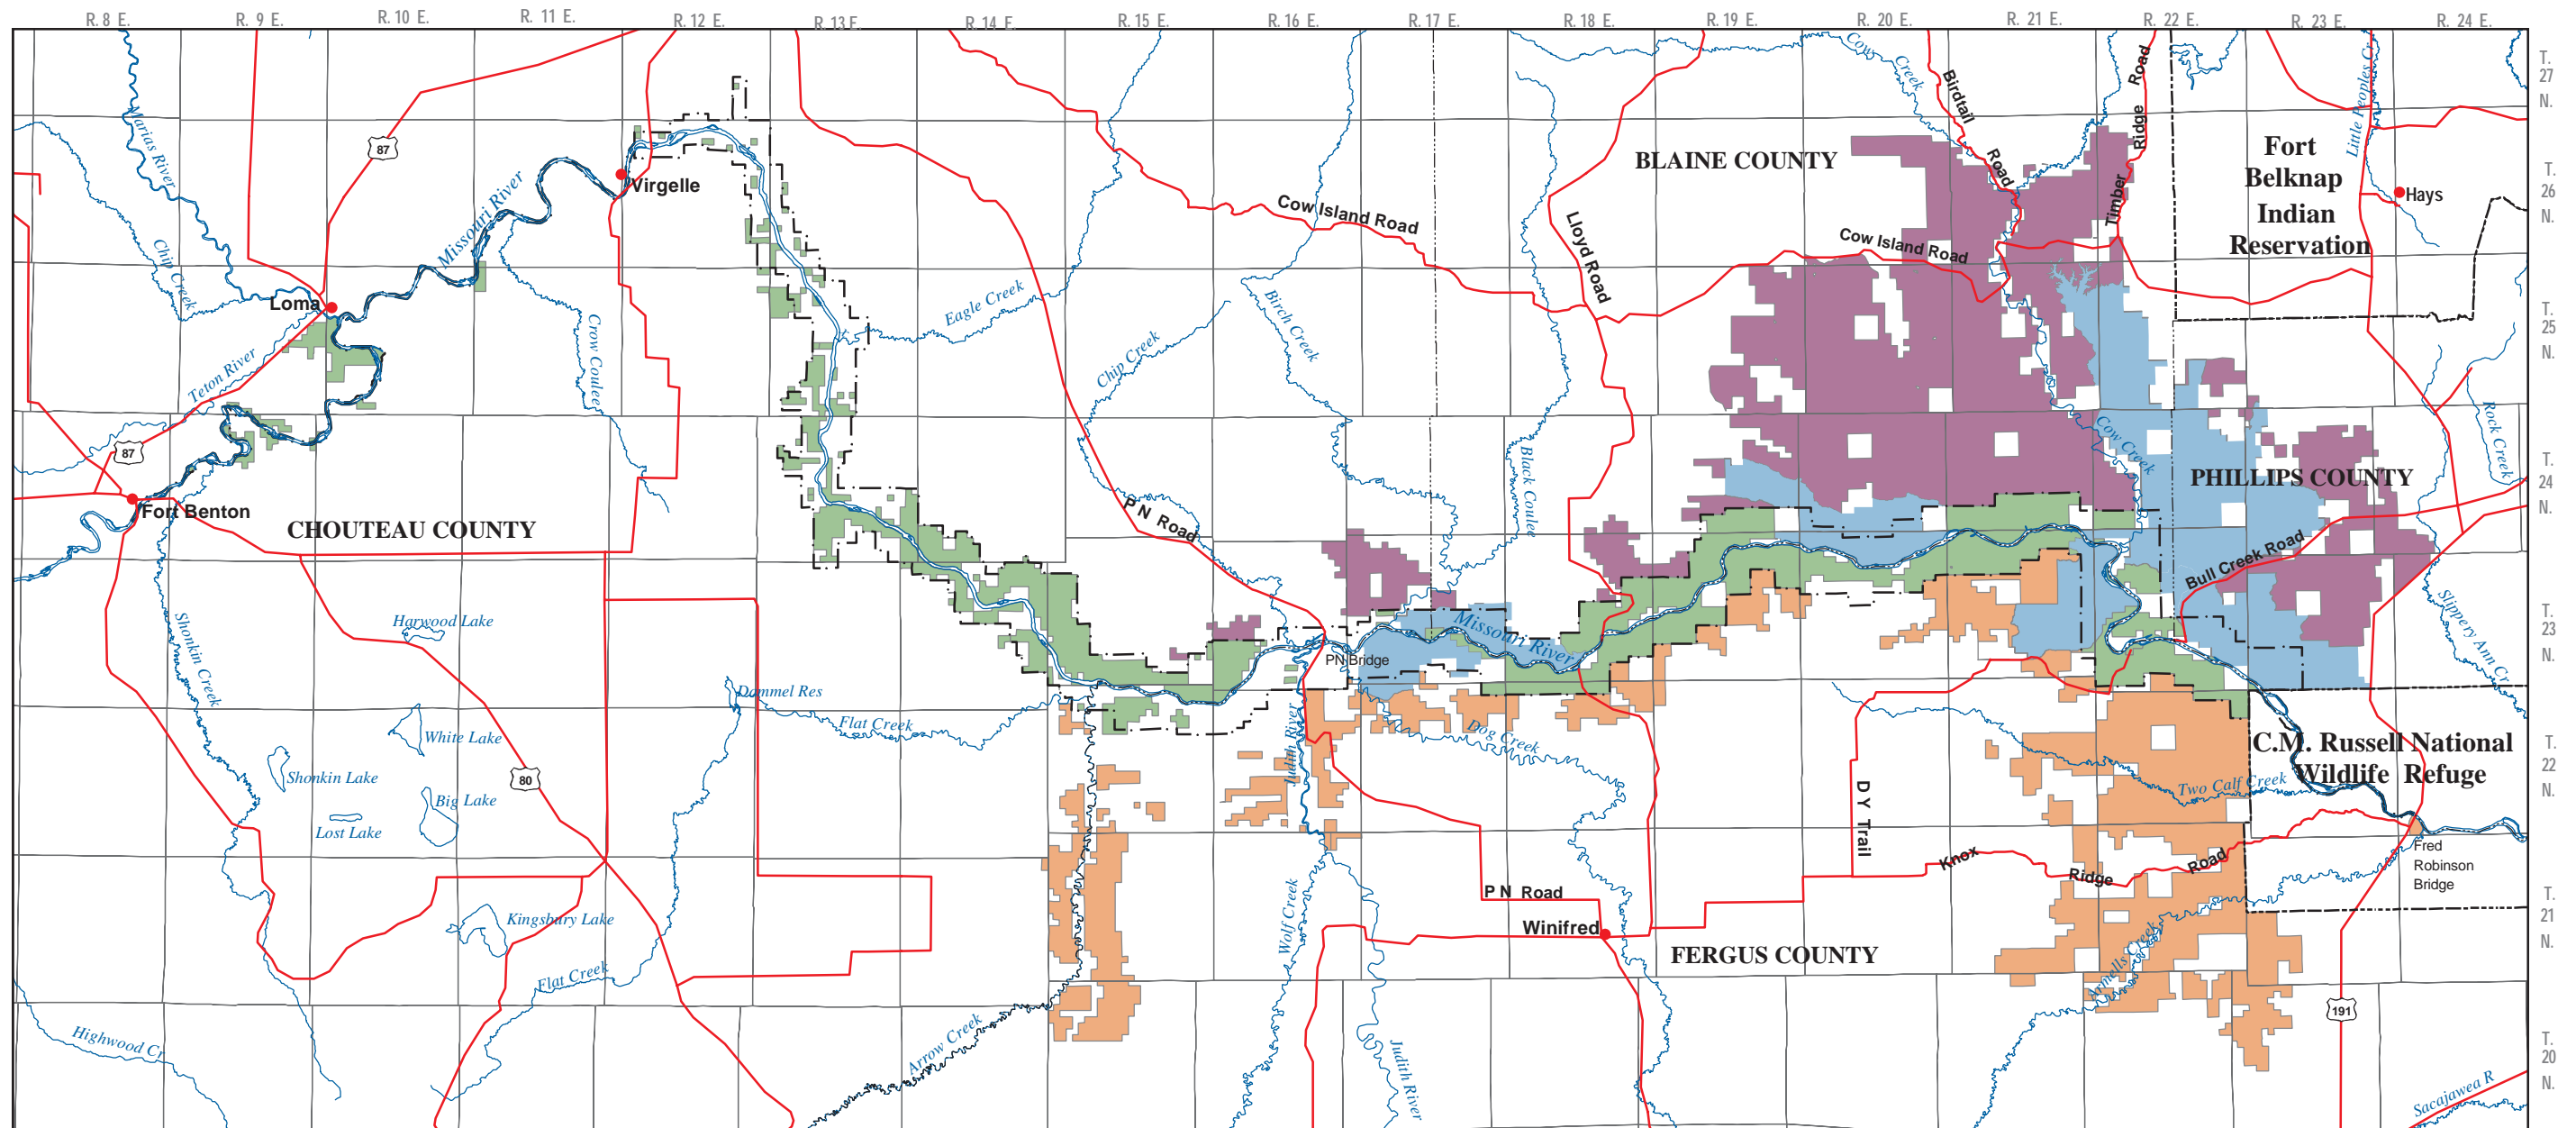 R. 8 E. R. 9 E. R. 10 E. R. 11 E. R. 12 E. R. 13 E. R. 14 E. R. 15 E. R. 16 E. R. 17 E. R. 18 E. R. 19 E. R. 20 E. R. 21 E. R. 22 E. R. 23 E. R. 24 E.
T.
27
N.
T.
26
N.
T.
25
N.
T.
24
N.
T.
23
N.
T.
22
N.
T.
21
N.
T.
20
N.
Marias River
87
Missouri River
Virgelle
Chip Creek
Loma
Teton River
Crow Coulee
87
Fort Benton
CHOUTEAU COUNTY
Shonkin Creek
Harwood Lake
White Lake
Shonkin Lake
Big Lake
Lost Lake
80
Kingsbury Lake
Flat Creek
Highwood Cr
Dammel Res
Flat Creek
Arrow Creek
Eagle Creek
Chip Creek
Birch Creek
Cow Island Road
P N Road
Black Coulee
Lloyd Road
BLAINE COUNTY
Cow Creek
Birdtail Road
Timber Ridge Road
Cow Island Road
Fort
Belknap
Indian
Reservation
Little Peoples Cr
Hays
Rock Creek
Cow Creek
PHILLIPS COUNTY
Bull Creek Road
Slippery Ann Cr
Missouri River
PN Bridge
Judith River
Dog Creek
Wolf Creek
Judith River
P N Road
Winifred
FERGUS COUNTY
D Y Trail
Knox Ridge Road
Two Calf Creek
C.M. Russell National
Wildlife Refuge
Fred
Robinson
Bridge
Armells Creek
191
Sacajawea R